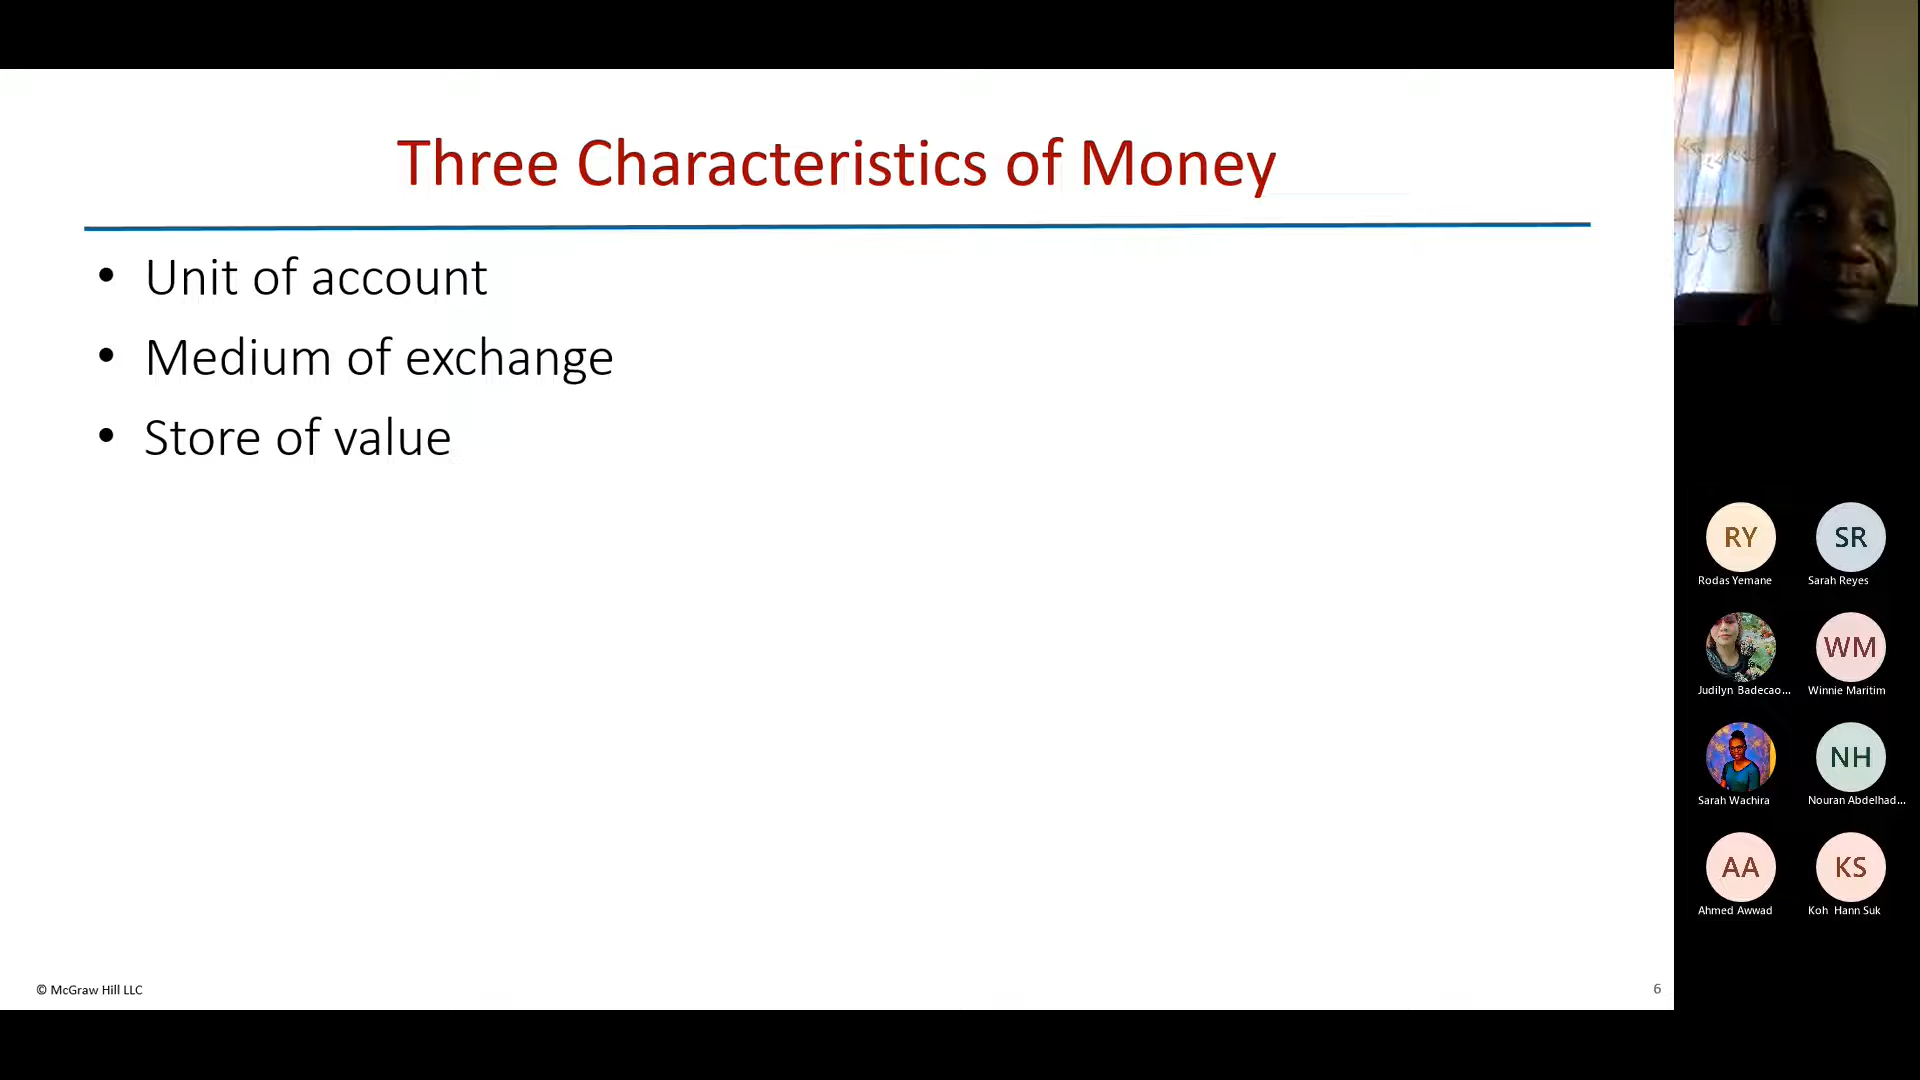 Three Characteristics of Money
• Unit of account
• Medium of exchange
• Store of value
© McGraw Hill LLC
6
RY
Rodas Yemane
SR
Sarah Reyes
Judilyn Badecao...
WM
Winnie Maritim
Sarah Wachira
NH
Nouran Abdelhad...
AA
Ahmed Awwad
KS
Koh Hann Suk